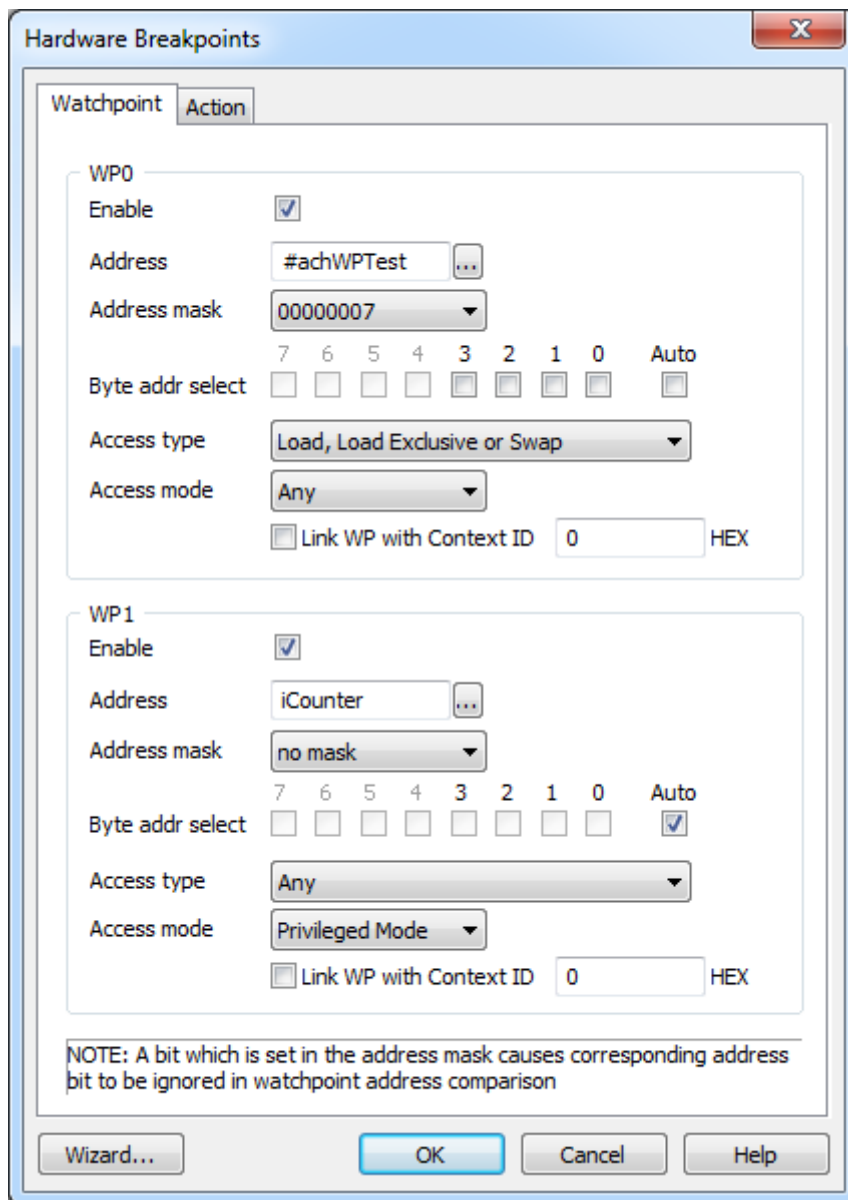 Hardware Breakpoints
Watchpoint Action
WP0
Enable
Address #achWPTest ...
Address mask 00000007
7 6 5 4 3 2 1 0 Auto
Byte addr select
Access type Load, Load Exclusive or Swap
Access mode Any
Link WP with Context ID 0 HEX
WP1
Enable
Address iCounter ...
Address mask no mask
7 6 5 4 3 2 1 0 Auto
Byte addr select
Access type Any
Access mode Privileged Mode
Link WP with Context ID 0 HEX
NOTE: A bit which is set in the address mask causes corresponding address
bit to be ignored in watchpoint address comparison
Wizard... OK Cancel Help